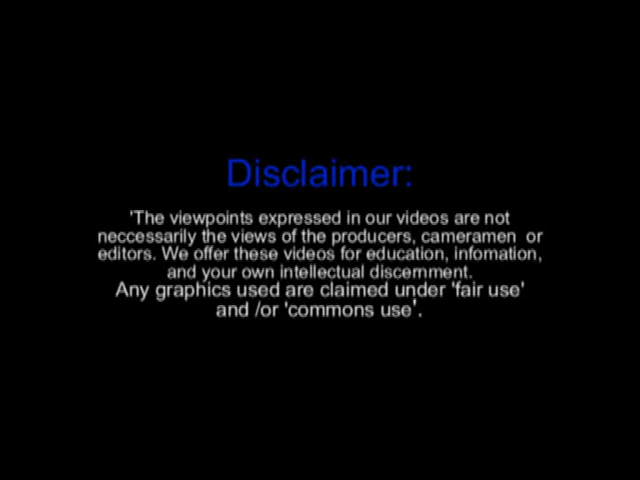 Disclaimer:
'The viewpoints expressed in our videos are not
neccessarily the views of the producers, cameramen  or
editors. We offer these videos for education, infomation,
and your own intellectual discernment.
Any graphics used are claimed under 'fair use'
and /or 'commons use'.